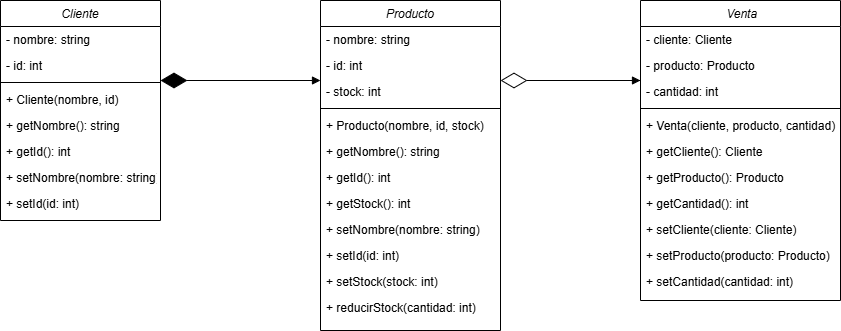 Cliente
- nombre: string
- id: int
+ Cliente(nombre, id)
+ getNombre(): string
+ getId(): int
+ setNombre(nombre: string
+ setId(id: int)
Producto
- nombre: string
- id: int
- stock: int
+ Producto(nombre, id, stock)
+ getNombre(): string
+ getId(): int
+ getStock(): int
+ setNombre(nombre: string)
+ setId(id: int)
+ setStock(stock: int)
+ reducirStock(cantidad: int)
Venta
- cliente: Cliente
- producto: Producto
- cantidad: int
+ Venta(cliente, producto, cantidad)
+ getCliente(): Cliente
+ getProducto(): Producto
+ getCantidad(): int
+ setCliente(cliente: Cliente)
+ setProducto(producto: Producto)
+ setCantidad(cantidad: int)